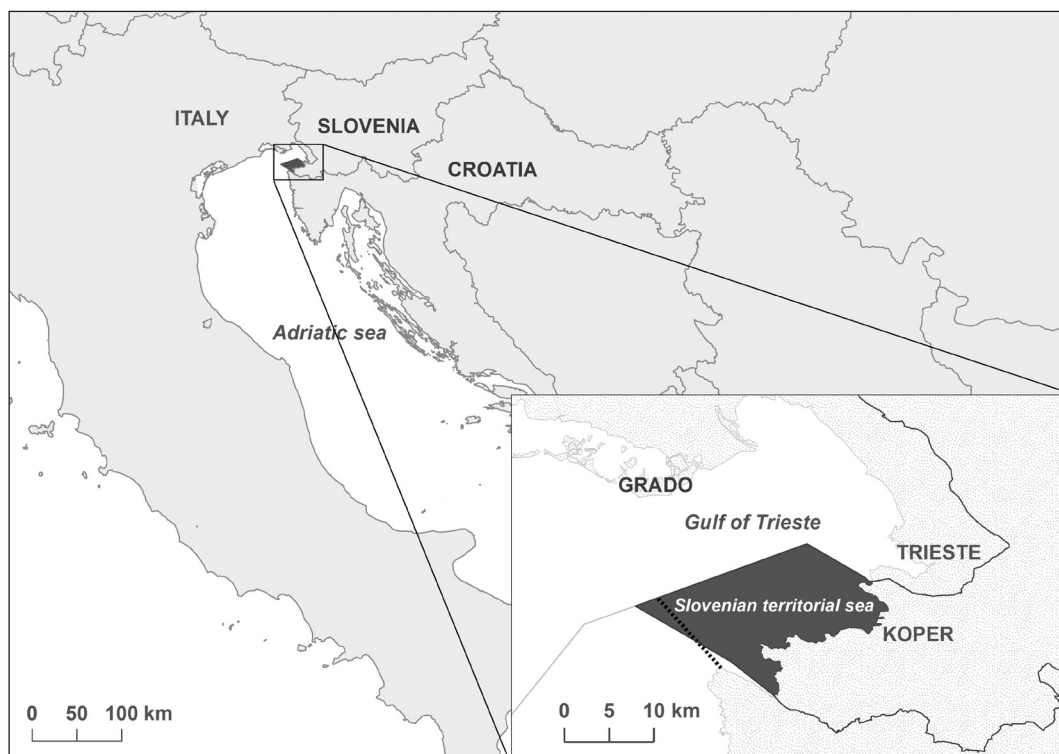 ITALY
SLOVENIA
CROATIA
Adriatic sea
GRADO
Gulf of Trieste
TRIESTE
Slovenian territorial sea
KOPER
0 50 100 km
0 5 10 km